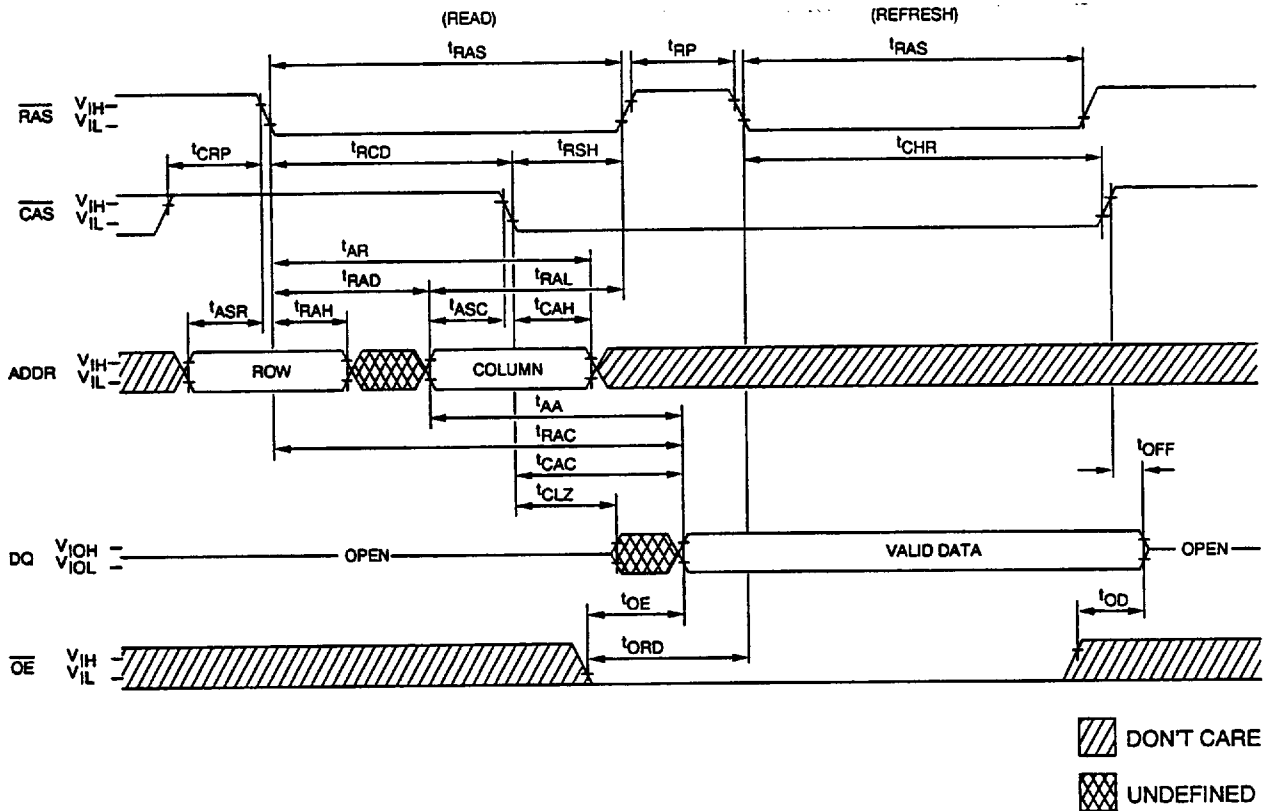 (READ) (REFRESH)
tRAS tRP tRAS
RAS VIH
VIL
tCRP tRCD tRSH tCHR
CAS VIH
VIL
tAR
tRAD tRAL
tASR tRAH tASC tCAH
ADDR VIH
VIL
ROW COLUMN
tAA
tRAC
tCAC tOFF
tCLZ
DQ VIOH
VIOL
OPEN VALID DATA OPEN
tOE tOD
tORD
OE VIH
VIL
DON'T CARE
UNDEFINED